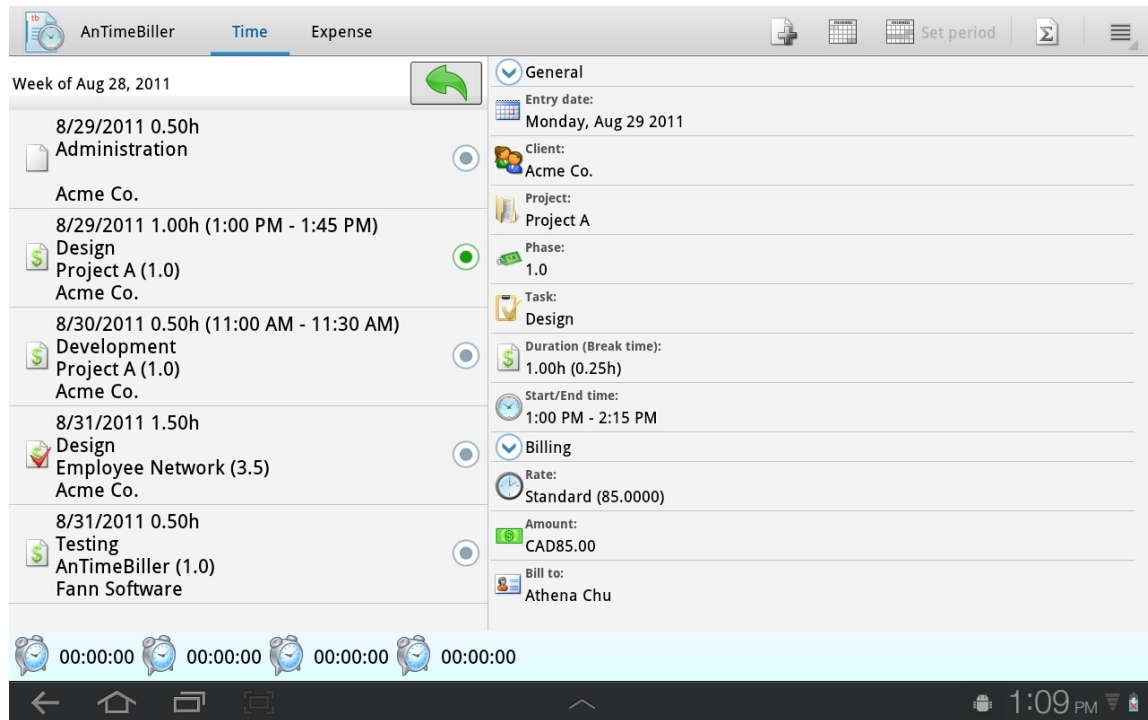 AnTimeBiller Time Expense Set period
Week of Aug 28, 2011
8/29/2011 0.50h
Administration
Acme Co.
8/29/2011 1.00h (1:00 PM - 1:45 PM)
Design
Project A (1.0)
Acme Co.
8/30/2011 0.50h (11:00 AM - 11:30 AM)
Development
Project A (1.0)
Acme Co.
8/31/2011 1.50h
Design
Employee Network (3.5)
Acme Co.
8/31/2011 0.50h
Testing
AnTimeBiller (1.0)
Fann Software
General
Entry date:
Monday, Aug 29 2011
Client:
Acme Co.
Project:
Project A
Phase:
1.0
Task:
Design
Duration (Break time):
1.00h (0.25h)
Start/End time:
1:00 PM - 2:15 PM
Billing
Rate:
Standard (85.0000)
Amount:
CAD85.00
Bill to:
Athena Chu
00:00:00 00:00:00 00:00:00 00:00:00
1:09 PM